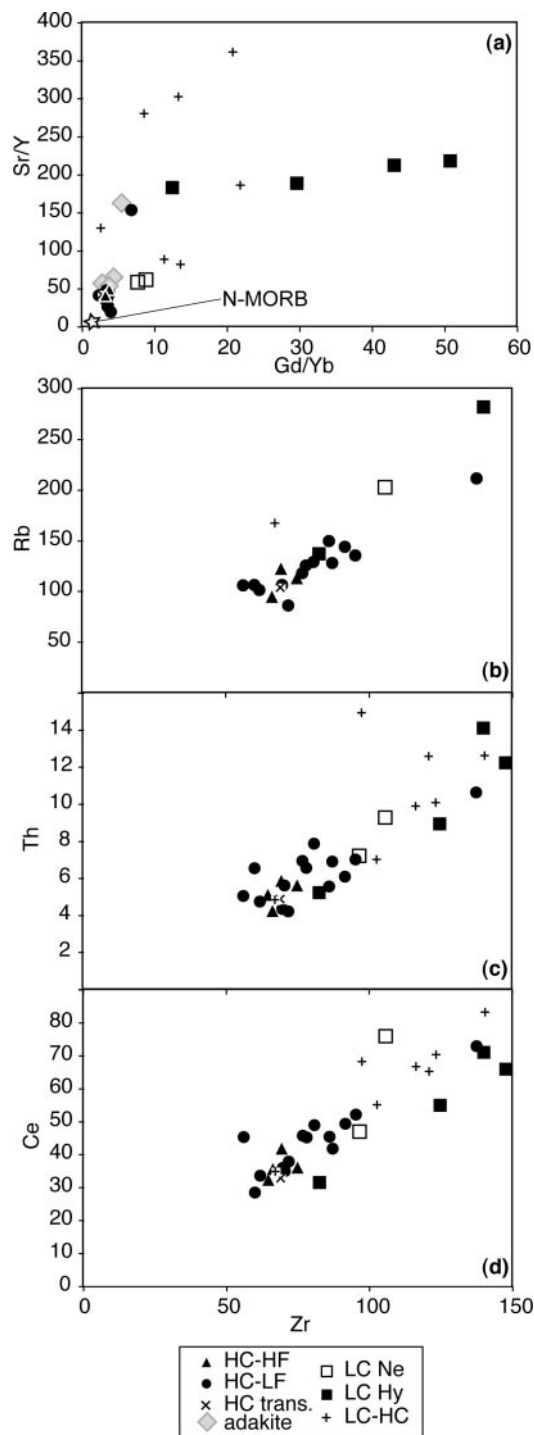 400
350
300
250
200
150
100
50
0
Sr/Y
(a)
N-MORB
0 10 20 30 40 50 60
Gd/Yb
300
250
200
150
100
50
Rb
(b)
14
12
10
8
6
4
2
Th
(c)
80
70
60
50
40
30
20
10
0
Ce
(d)
0 50 100 150
Zr
HC-HF
HC-LF
HC trans.
adakite
LC Ne
LC Hy
LC-HC